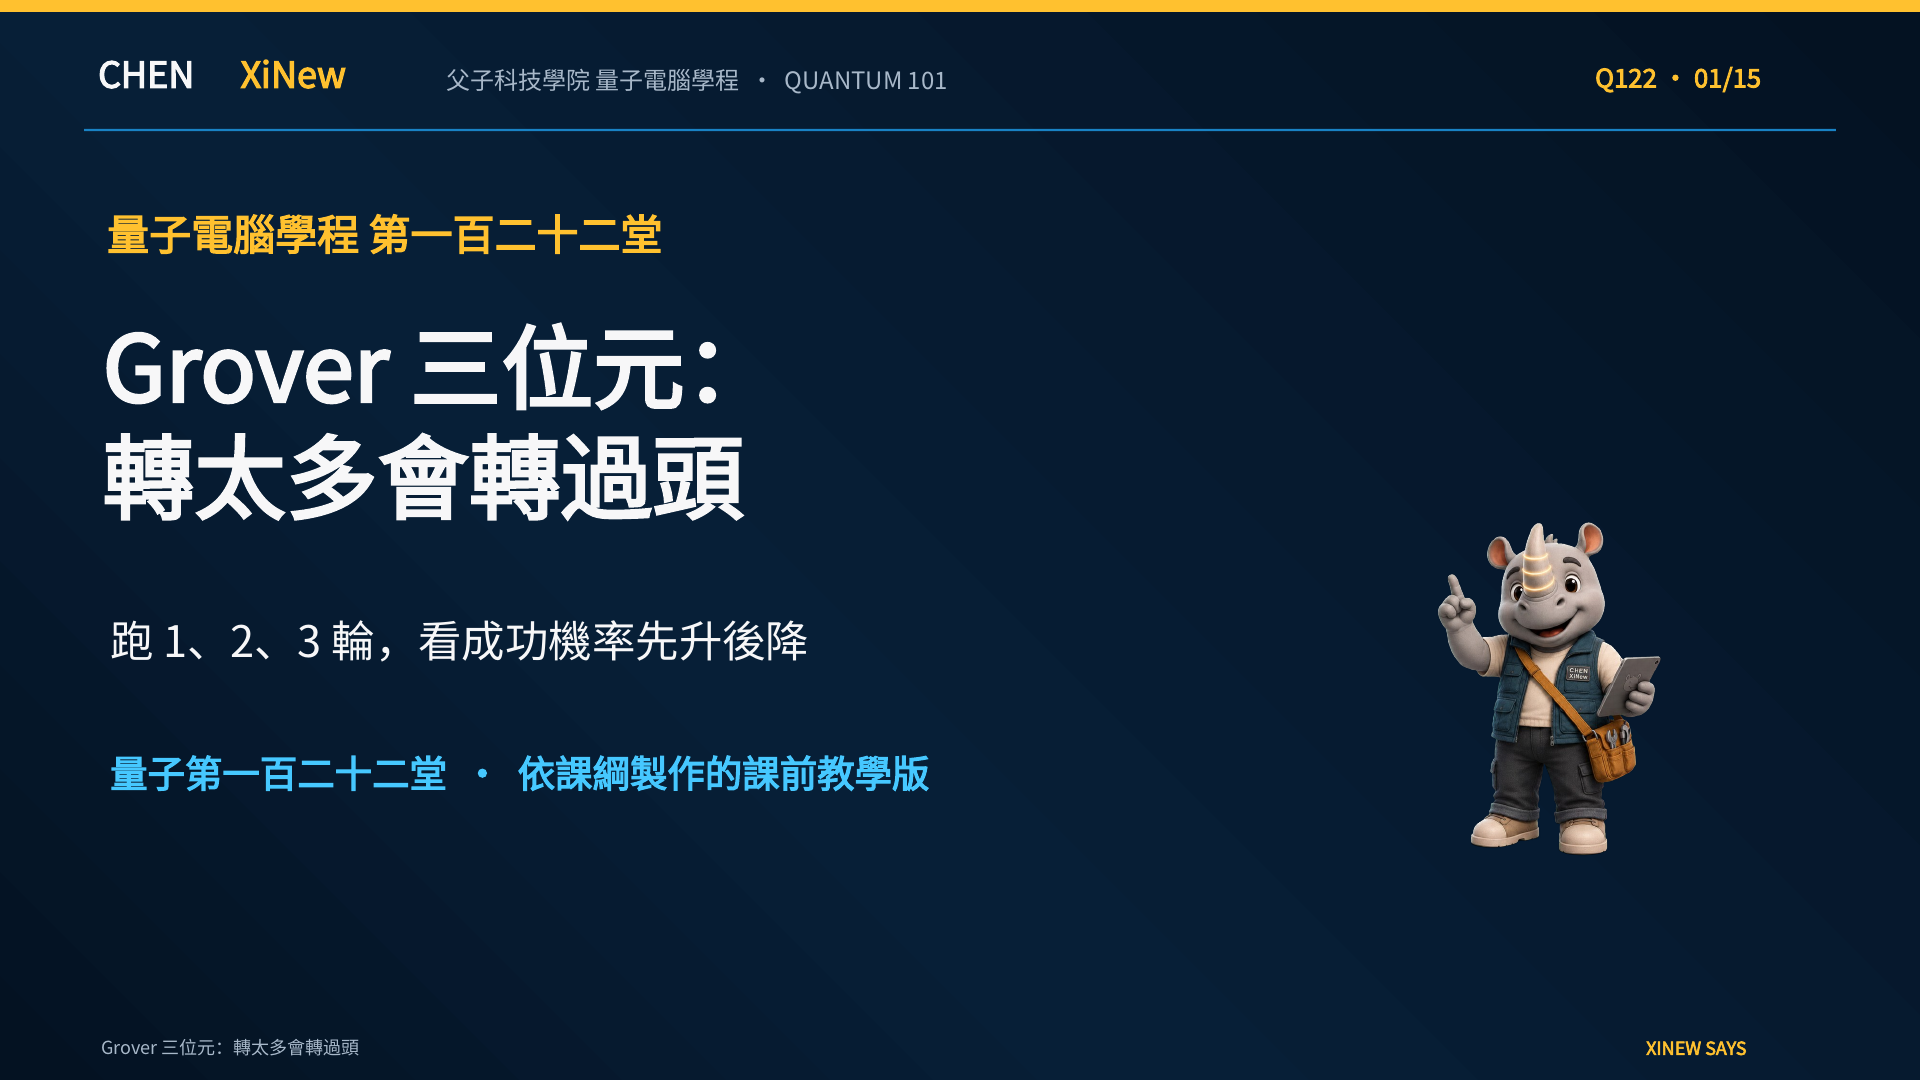 CHEN XiNew 父子科技學院 量子電腦學程 • QUANTUM 101 Q122 • 01/15
量子電腦學程 第一百二十二堂
Grover 三位元：
轉太多會轉過頭
跑 1、2、3 輪，看成功機率先升後降
量子第一百二十二堂 • 依課綱製作的課前教學版
CHEN
XiNew
Grover 三位元：轉太多會轉過頭 XINEW SAYS